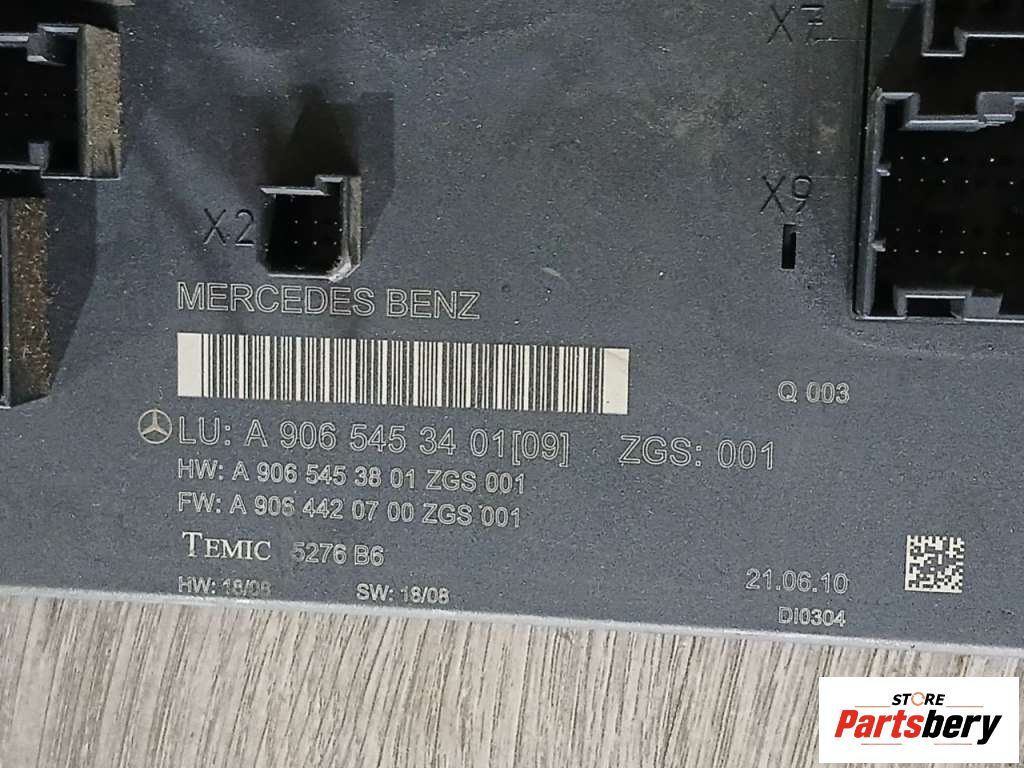 X7
X2
X9
MERCEDES BENZ
Q 003
LU: A 906 545 34 01[09] ZGS: 001
HW: A 906 545 38 01 ZGS 001
FW: A 906 442 07 00 ZGS 001
TEMIC 5276 B6
21.06.10
HW: 18/08 SW: 18/08
DI0304
STORE
Partsbery